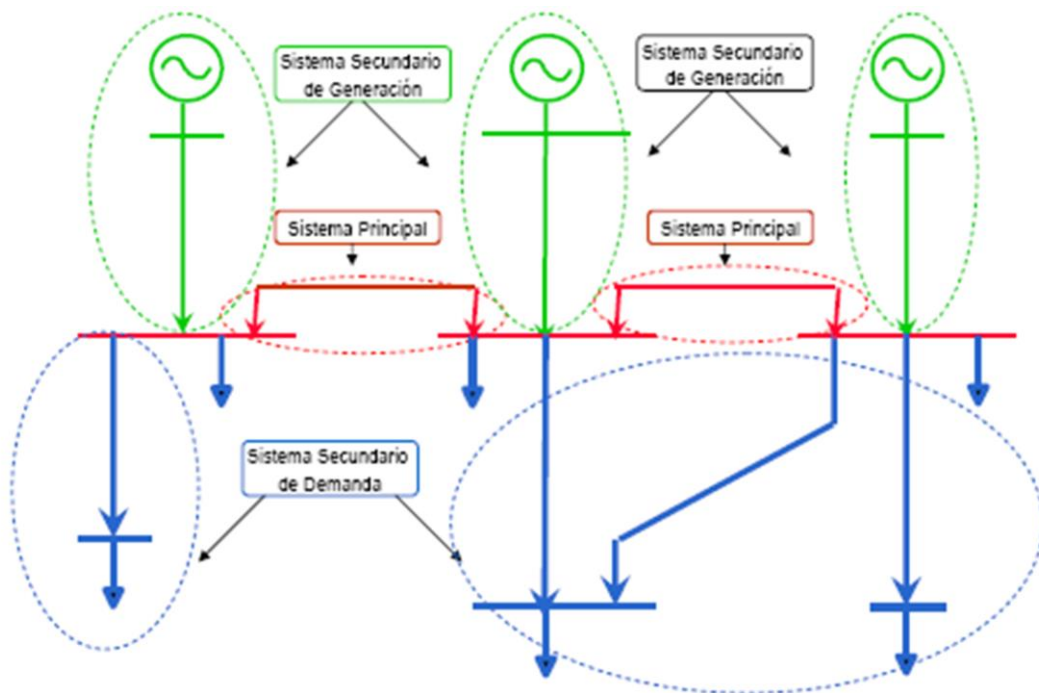 Sistema Secundario
de Generación
Sistema Secundario
de Generación
Sistema Principal
Sistema Principal
Sistema Secundario
de Demanda